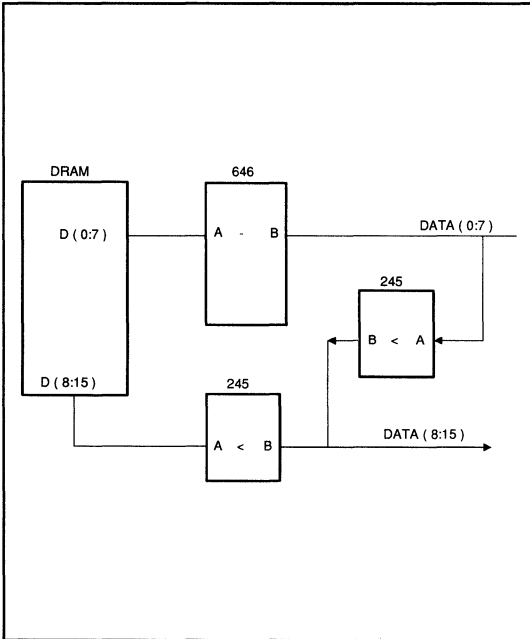 DRAM
646
D ( 0:7 )
A - B
DATA ( 0:7 )
245
B < A
D ( 8:15 )
245
A < B
DATA ( 8:15 )